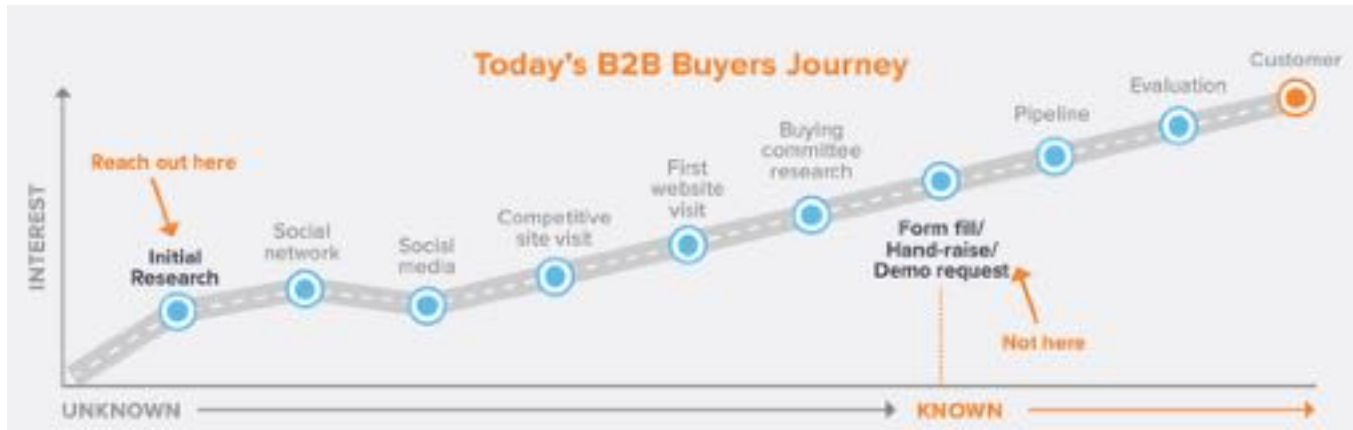 Today's B2B Buyers Journey
Customer
Evaluation
Pipeline
Buying
committee
research
First
website
visit
Competitive
site visit
Social
media
Social
network
Reach out here
Initial
Research
Form fill/
Hand-raise/
Demo request
Not here
INTEREST
UNKNOWN
KNOWN